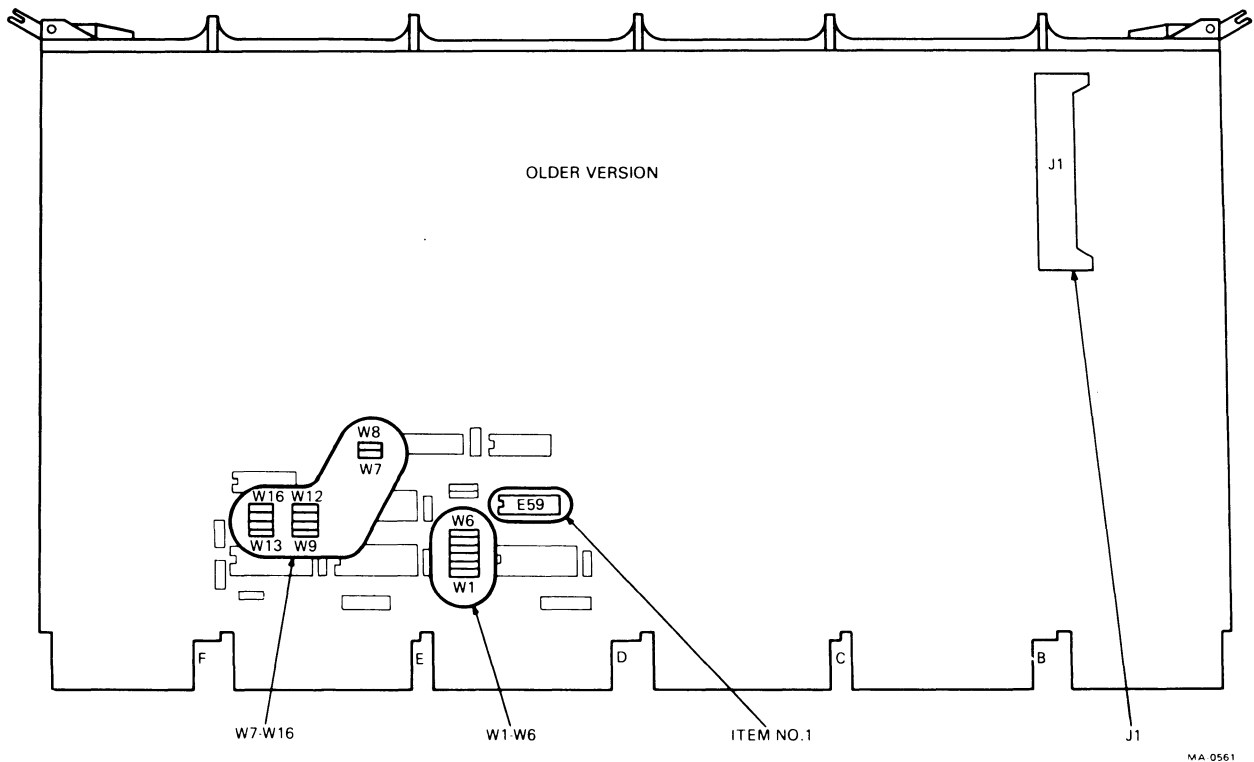 OLDER VERSION
J1
W8
W7
W16 W12
W13 W9
E59
W6
W1
F
E
D
C
B
W7-W16
W1-W6
ITEM NO.1
J1
MA-0561